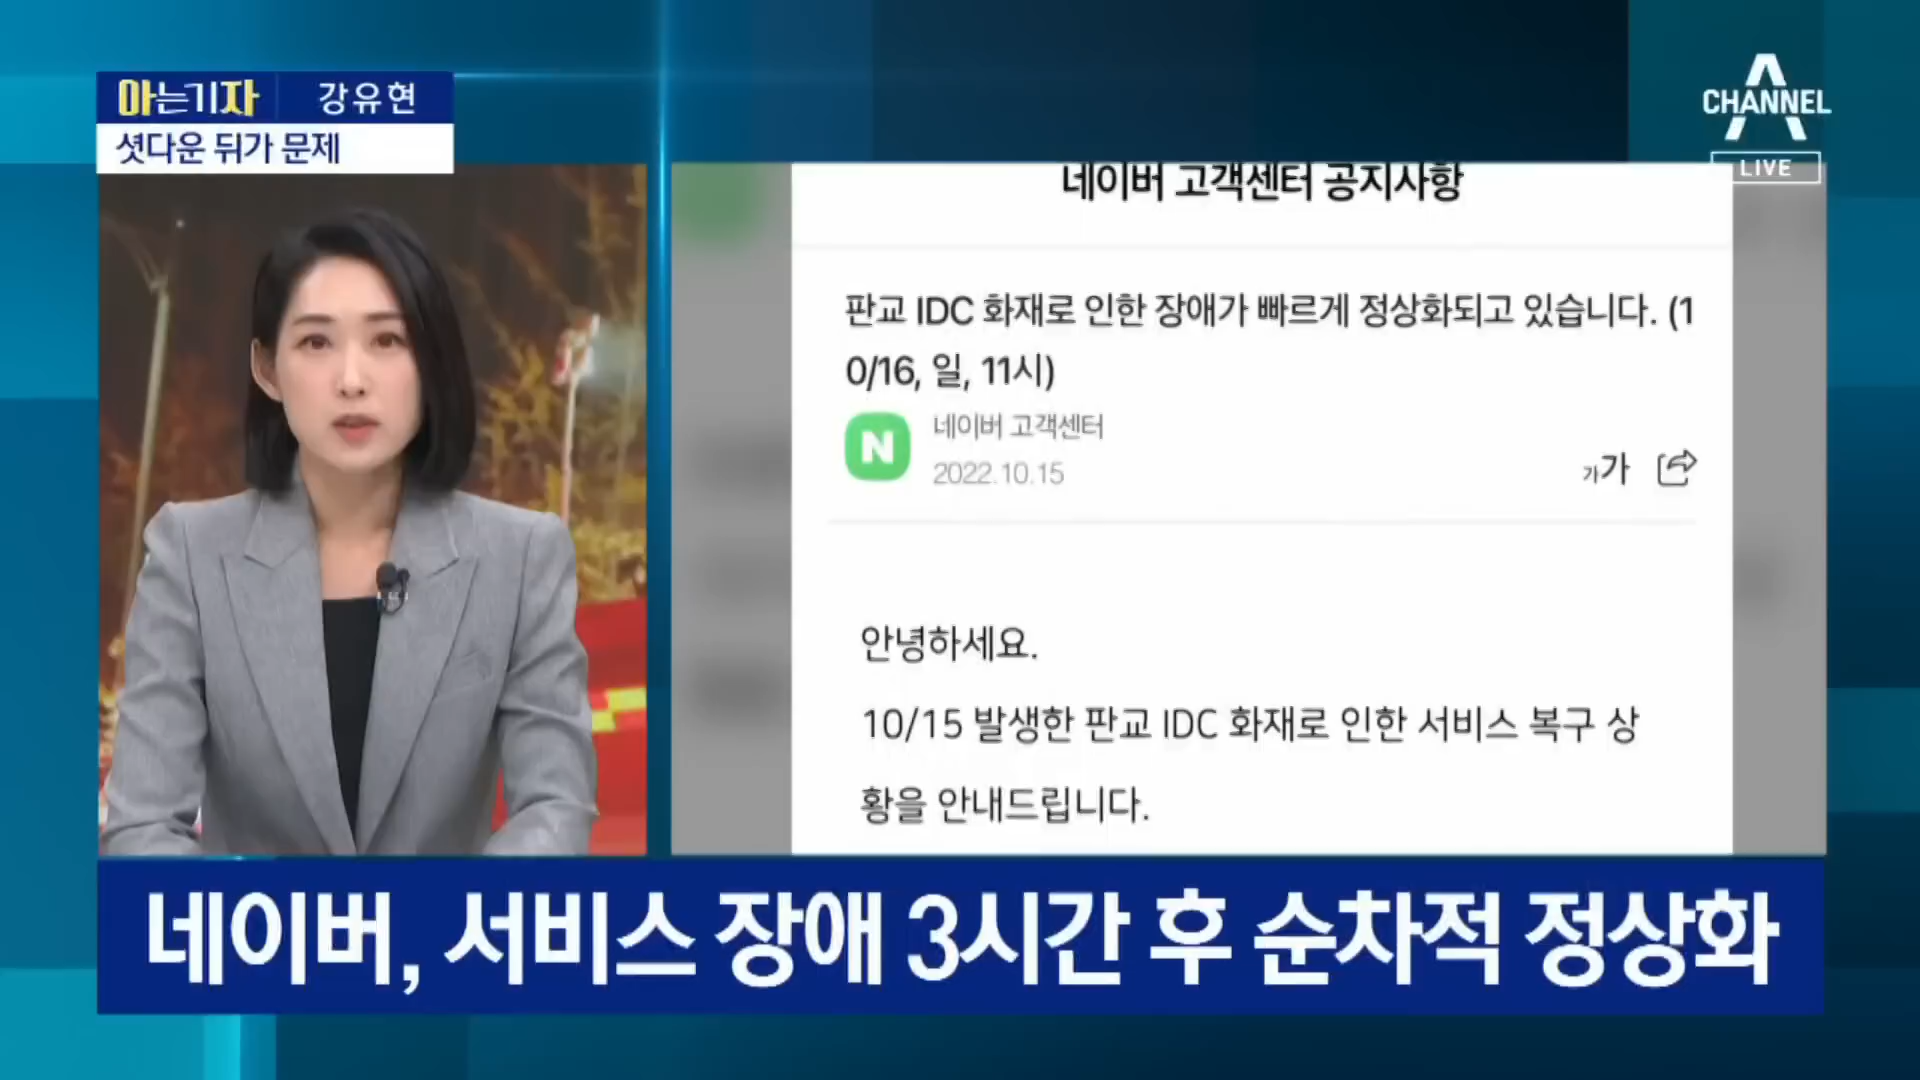 아는기자 강유현
셧다운 뒤가 문제
CHANNEL A
LIVE
네이버 고객센터 공지사항
판교 IDC 화재로 인한 장애가 빠르게 정상화되고 있습니다. (1
0/16, 일, 11시)
N
네이버 고객센터
2022.10.15
가가
안녕하세요.
10/15 발생한 판교 IDC 화재로 인한 서비스 복구 상
황을 안내드립니다.
네이버, 서비스 장애 3시간 후 순차적 정상화